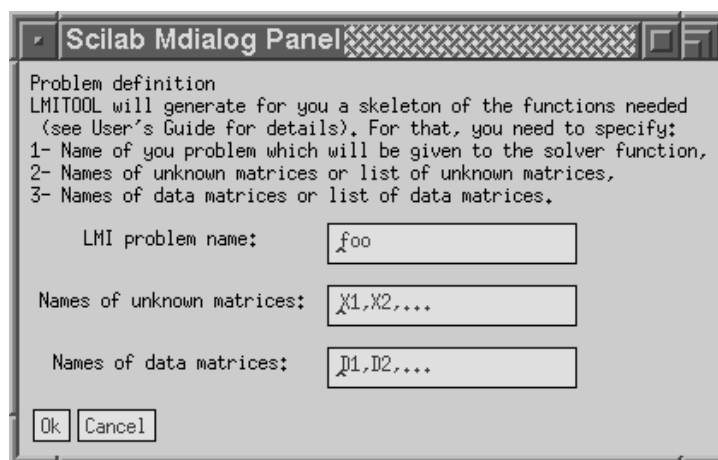 Scilab Mdialog Panel
Problem definition
LMITOOL will generate for you a skeleton of the functions needed
(see User's Guide for details). For that, you need to specify:
1- Name of you problem which will be given to the solver function,
2- Names of unknown matrices or list of unknown matrices,
3- Names of data matrices or list of data matrices.
LMI problem name: foo
Names of unknown matrices: X1,X2,...
Names of data matrices: D1,D2,...
Ok Cancel